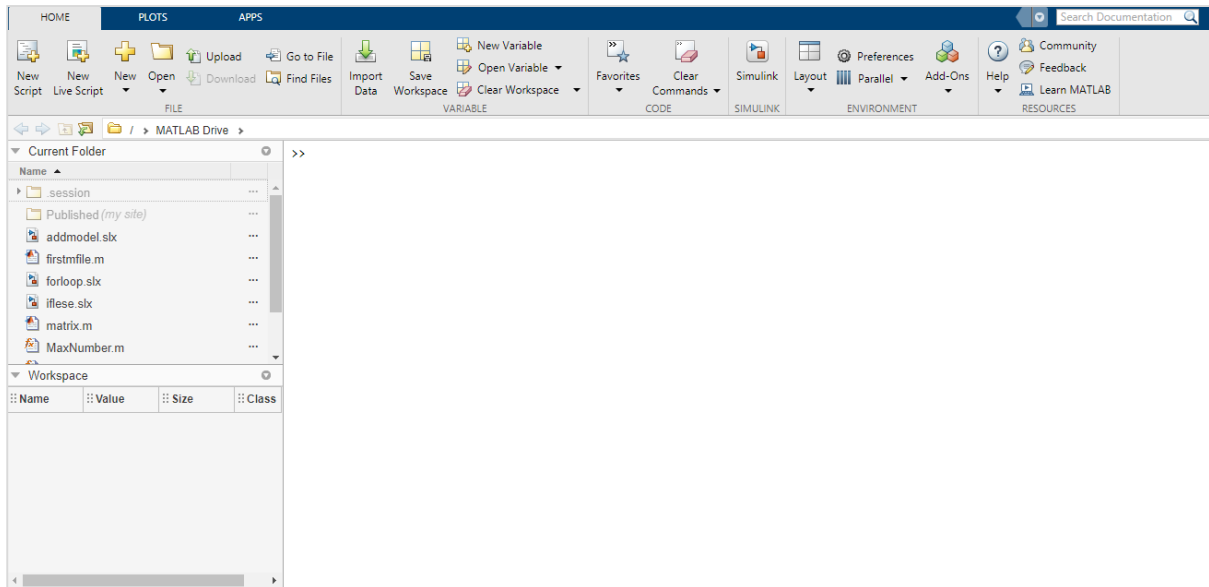 HOME PLOTS APPS
Search Documentation
New Script
New Live Script
New
Open
Upload
Download
Go to File
Find Files
FILE
Import Data
Save Workspace
New Variable
Open Variable
Clear Workspace
VARIABLE
Favorites
Clear Commands
CODE
Simulink
SIMULINK
Layout
Preferences
Parallel
Add-Ons
ENVIRONMENT
Help
Community
Feedback
Learn MATLAB
RESOURCES
/ > MATLAB Drive >
Current Folder
Name
.session
Published (my site)
addmodel.slx
firstmfile.m
forloop.slx
iflese.slx
matrix.m
MaxNumber.m
Workspace
Name Value Size Class
>>